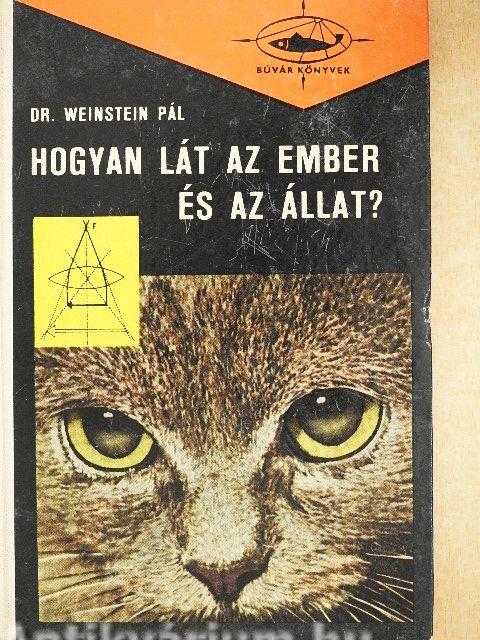 BÚVÁR KÖNYVEK
DR. WEINSTEIN PÁL
HOGYAN LÁT AZ EMBER
ÉS AZ ÁLLAT?
F